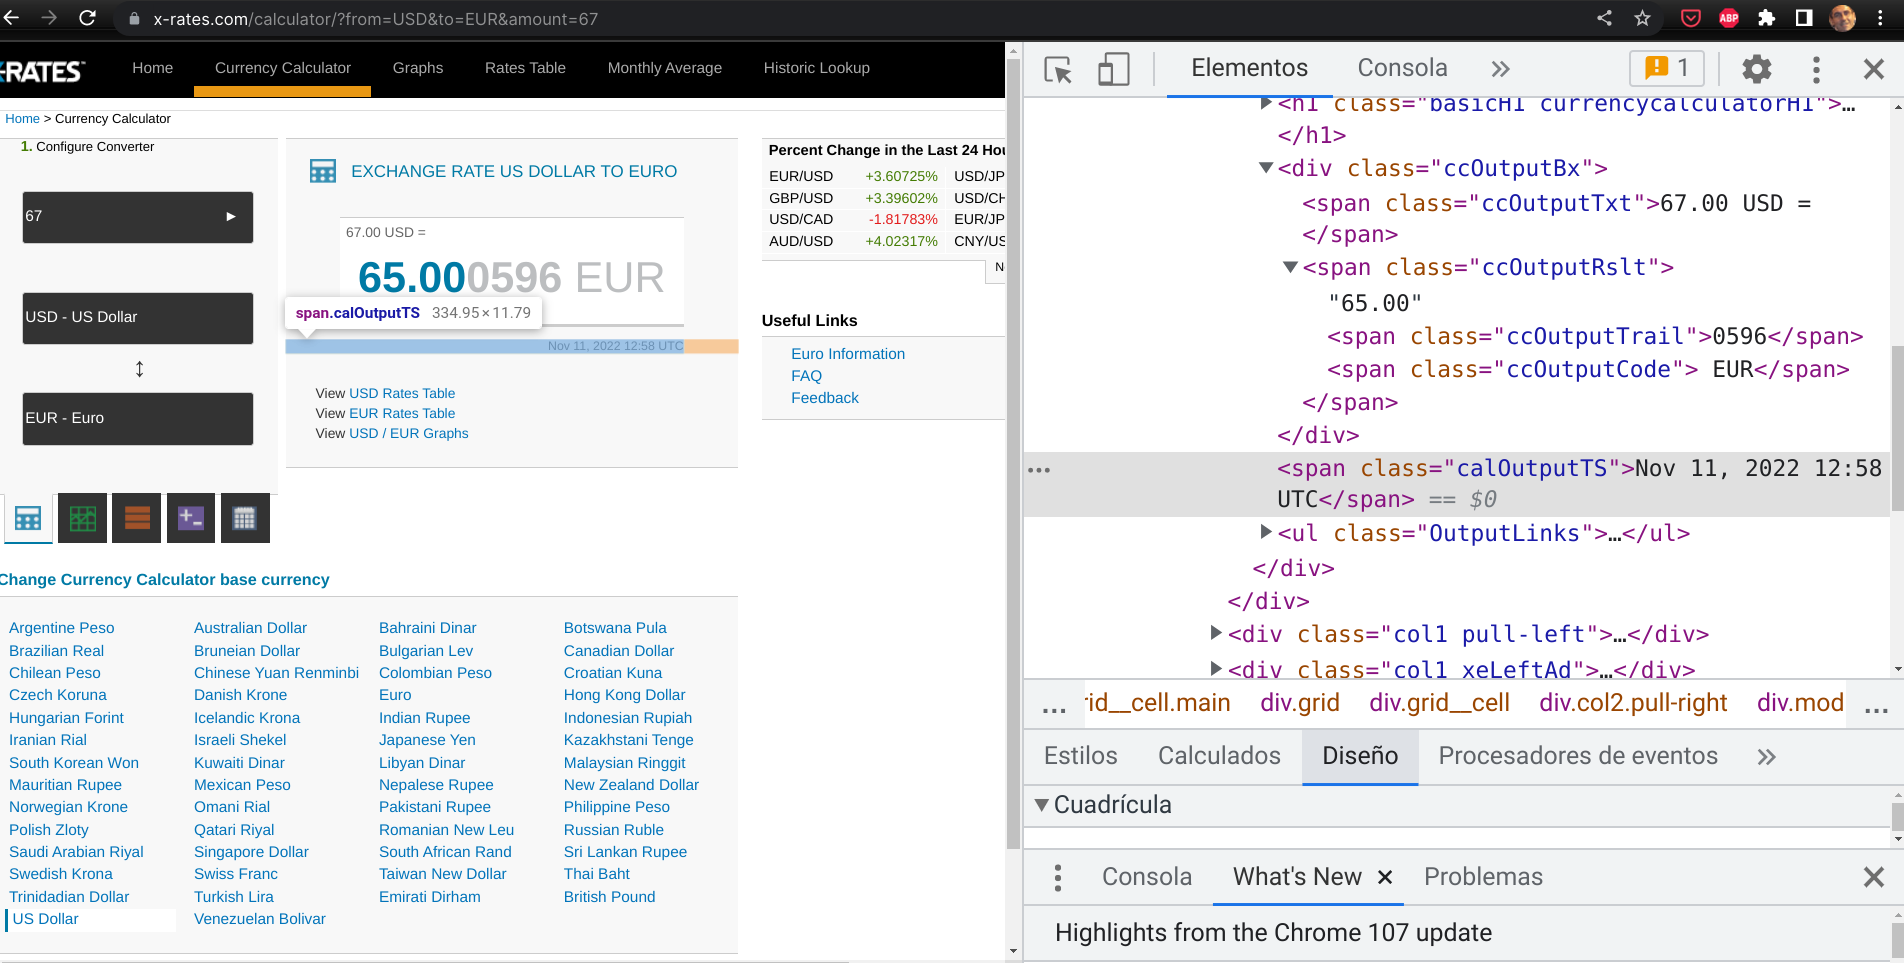 x-rates.com/calculator/?from=USD&to=EUR&amount=67
ABP
-RATES
Home
Currency Calculator
Graphs
Rates Table
Monthly Average
Historic Lookup
Home > Currency Calculator
1. Configure Converter
67
USD - US Dollar
EUR - Euro
EXCHANGE RATE US DOLLAR TO EURO
67.00 USD =
65.000596 EUR
span.calOutputTS 334.95×11.79
Nov 11, 2022 12:58 UTC
View USD Rates Table
View EUR Rates Table
View USD / EUR Graphs
Percent Change in the Last 24 Hou
EUR/USD +3.60725% USD/JP
GBP/USD +3.39602% USD/CH
USD/CAD -1.81783% EUR/JP
AUD/USD +4.02317% CNY/US
N
Useful Links
Euro Information
FAQ
Feedback
Change Currency Calculator base currency
Argentine Peso Australian Dollar Bahraini Dinar Botswana Pula
Brazilian Real Bruneian Dollar Bulgarian Lev Canadian Dollar
Chilean Peso Chinese Yuan Renminbi Colombian Peso Croatian Kuna
Czech Koruna Danish Krone Euro Hong Kong Dollar
Hungarian Forint Icelandic Krona Indian Rupee Indonesian Rupiah
Iranian Rial Israeli Shekel Japanese Yen Kazakhstani Tenge
South Korean Won Kuwaiti Dinar Libyan Dinar Malaysian Ringgit
Mauritian Rupee Mexican Peso Nepalese Rupee New Zealand Dollar
Norwegian Krone Omani Rial Pakistani Rupee Philippine Peso
Polish Zloty Qatari Riyal Romanian New Leu Russian Ruble
Saudi Arabian Riyal Singapore Dollar South African Rand Sri Lankan Rupee
Swedish Krona Swiss Franc Taiwan New Dollar Thai Baht
Trinidadian Dollar Turkish Lira Emirati Dirham British Pound
US Dollar Venezuelan Bolivar
Elementos
Consola
1
<h1 class="basicH1 currencycalculatorH1">…
</h1>
<div class="ccOutputBx">
<span class="ccOutputTxt">67.00 USD =
</span>
<span class="ccOutputRslt">
"65.00"
<span class="ccOutputTrail">0596</span>
<span class="ccOutputCode"> EUR</span>
</span>
</div>
<span class="calOutputTS">Nov 11, 2022 12:58
UTC</span> == $0
<ul class="OutputLinks">…</ul>
</div>
</div>
<div class="col1 pull-left">…</div>
<div class="col1 xeLeftAd">…</div>
... rid__cell.main div.grid div.grid__cell div.col2.pull-right div.mod ...
Estilos Calculados Diseño Procesadores de eventos
Cuadrícula
Consola What's New Problemas
Highlights from the Chrome 107 update